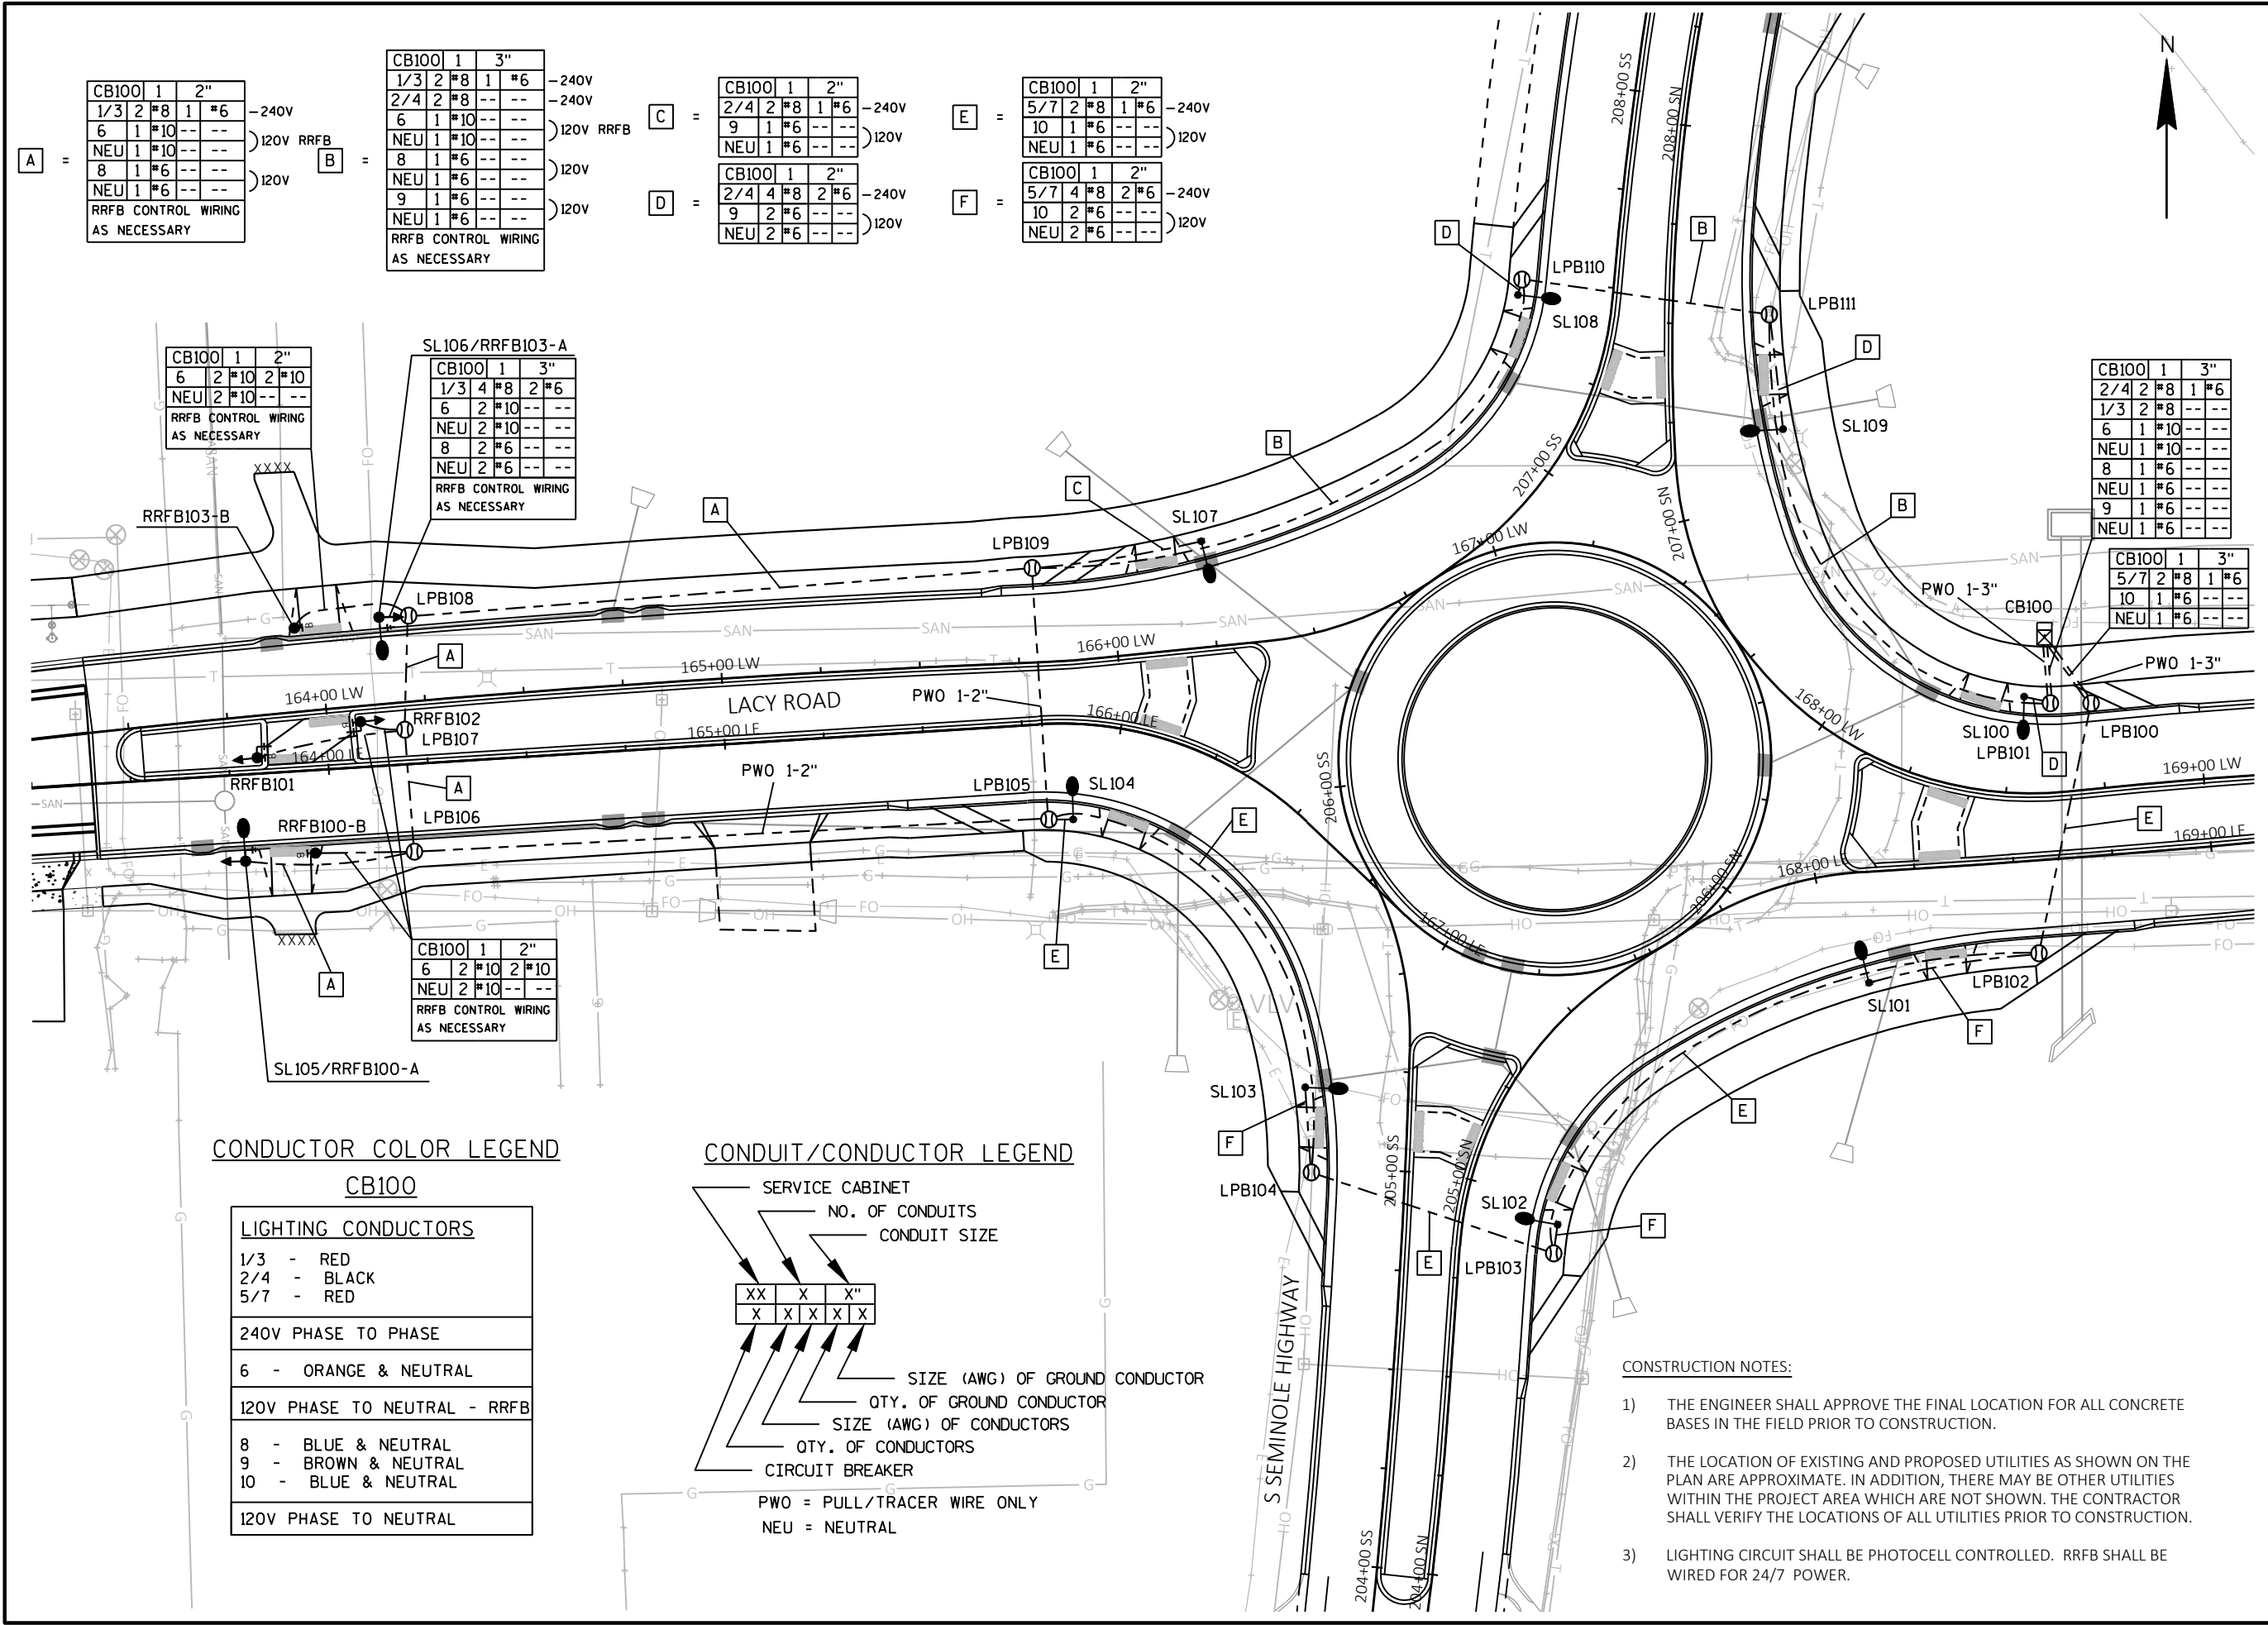 N
A =
CB100 1 2"
1/3 2 #8 1 #6 - 240V
6 1 #10 -- --
NEU 1 #10 -- --
120V RRFB
8 1 #6 -- --
NEU 1 #6 -- --
120V
RRFB CONTROL WIRING
AS NECESSARY
B =
CB100 1 3"
1/3 2 #8 1 #6 - 240V
2/4 2 #8 -- -- - 240V
6 1 #10 -- --
NEU 1 #10 -- --
120V RRFB
8 1 #6 -- --
NEU 1 #6 -- --
120V
9 1 #6 -- --
NEU 1 #6 -- --
120V
RRFB CONTROL WIRING
AS NECESSARY
C =
CB100 1 2"
2/4 2 #8 1 #6 - 240V
9 1 #6 -- --
NEU 1 #6 -- --
120V
D =
CB100 1 2"
2/4 4 #8 2 #6 - 240V
9 2 #6 -- --
NEU 2 #6 -- --
120V
E =
CB100 1 2"
5/7 2 #8 1 #6 - 240V
10 1 #6 -- --
NEU 1 #6 -- --
120V
F =
CB100 1 2"
5/7 4 #8 2 #6 - 240V
10 2 #6 -- --
NEU 2 #6 -- --
120V
208+00 SS
208+00 SN
D
B
LPB110
SL108
LPB111
D
SL109
CB100 1 2"
6 2 #10 2 #10
NEU 2 #10 -- --
RRFB CONTROL WIRING
AS NECESSARY
SL106/RRFB103-A
CB100 1 3"
1/3 4 #8 2 #6
6 2 #10 -- --
NEU 2 #10 -- --
8 2 #6 -- --
NEU 2 #6 -- --
RRFB CONTROL WIRING
AS NECESSARY
CB100 1 3"
2/4 2 #8 1 #6
1/3 2 #8 -- --
6 1 #10 -- --
NEU 1 #10 -- --
8 1 #6 -- --
NEU 1 #6 -- --
9 1 #6 -- --
NEU 1 #6 -- --
CB100 1 3"
5/7 2 #8 1 #6
10 1 #6 -- --
NEU 1 #6 -- --
XXXX
RRFB103-B
A
B
C
SL107
LPB109
207+00 SS
207+00 SN
167+00 LW
B
SAN
PWO 1-3"
CB100
PWO 1-3"
LPB108
A
SAN
SAN
SAN
SAN
SAN
SAN
164+00 LW
165+00 LW
166+00 LW
LACY ROAD
PWO 1-2"
RRFB102
LPB107
164+00 LE
165+00 LE
166+00 LE
RRFB101
A
PWO 1-2"
LPB105
SL104
206+00 SS
168+00 LW
SL100
LPB101
LPB100
D
169+00 LW
E
169+00 LE
168+00 LE
206+00 SN
167+00 LE
SAN
RRFB100-B
LPB106
E
XXXX
A
CB100 1 2"
6 2 #10 2 #10
NEU 2 #10 -- --
RRFB CONTROL WIRING
AS NECESSARY
SL105/RRFB100-A
E
VLV
SL101
LPB102
F
E
SL103
F
LPB104
205+00 SS
205+00 SN
SL102
E
LPB103
F
S SEMINOLE HIGHWAY
204+00 SS
204+00 SN
CONDUCTOR COLOR LEGEND
CB100
LIGHTING CONDUCTORS
1/3 - RED
2/4 - BLACK
5/7 - RED
240V PHASE TO PHASE
6 - ORANGE & NEUTRAL
120V PHASE TO NEUTRAL - RRFB
8 - BLUE & NEUTRAL
9 - BROWN & NEUTRAL
10 - BLUE & NEUTRAL
120V PHASE TO NEUTRAL
CONDUIT/CONDUCTOR LEGEND
SERVICE CABINET
NO. OF CONDUITS
CONDUIT SIZE
XX X X"
X X X X X
SIZE (AWG) OF GROUND CONDUCTOR
QTY. OF GROUND CONDUCTOR
SIZE (AWG) OF CONDUCTORS
QTY. OF CONDUCTORS
CIRCUIT BREAKER
PWO = PULL/TRACER WIRE ONLY
NEU = NEUTRAL
CONSTRUCTION NOTES:
1) THE ENGINEER SHALL APPROVE THE FINAL LOCATION FOR ALL CONCRETE
BASES IN THE FIELD PRIOR TO CONSTRUCTION.
2) THE LOCATION OF EXISTING AND PROPOSED UTILITIES AS SHOWN ON THE
PLAN ARE APPROXIMATE. IN ADDITION, THERE MAY BE OTHER UTILITIES
WITHIN THE PROJECT AREA WHICH ARE NOT SHOWN. THE CONTRACTOR
SHALL VERIFY THE LOCATIONS OF ALL UTILITIES PRIOR TO CONSTRUCTION.
3) LIGHTING CIRCUIT SHALL BE PHOTOCELL CONTROLLED. RRFB SHALL BE
WIRED FOR 24/7 POWER.